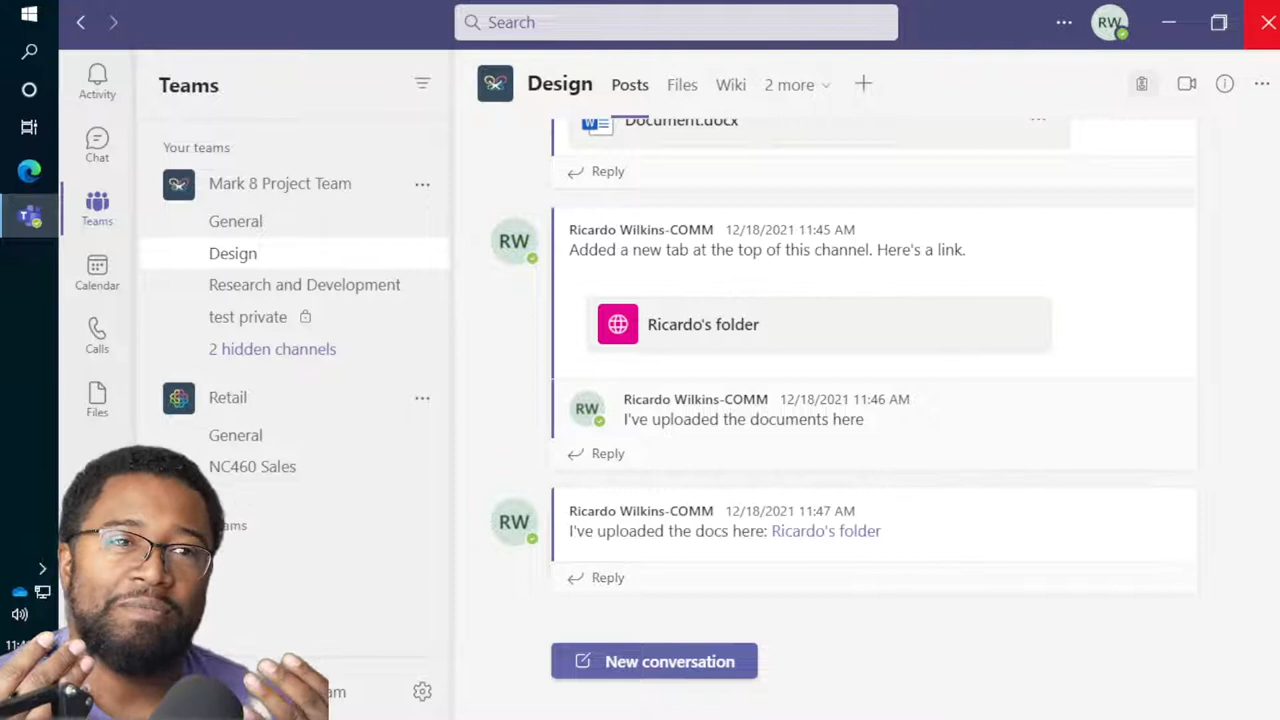 Search
RW
Activity
Chat
Teams
Calendar
Calls
Files
Teams
Your teams
Mark 8 Project Team
General
Design
Research and Development
test private
2 hidden channels
Retail
General
NC460 Sales
Design Posts Files Wiki 2 more
Document.docx
Reply
RW
Ricardo Wilkins-COMM 12/18/2021 11:45 AM
Added a new tab at the top of this channel. Here's a link.
Ricardo's folder
RW
Ricardo Wilkins-COMM 12/18/2021 11:46 AM
I've uploaded the documents here
Reply
RW
Ricardo Wilkins-COMM 12/18/2021 11:47 AM
I've uploaded the docs here: Ricardo's folder
Reply
New conversation